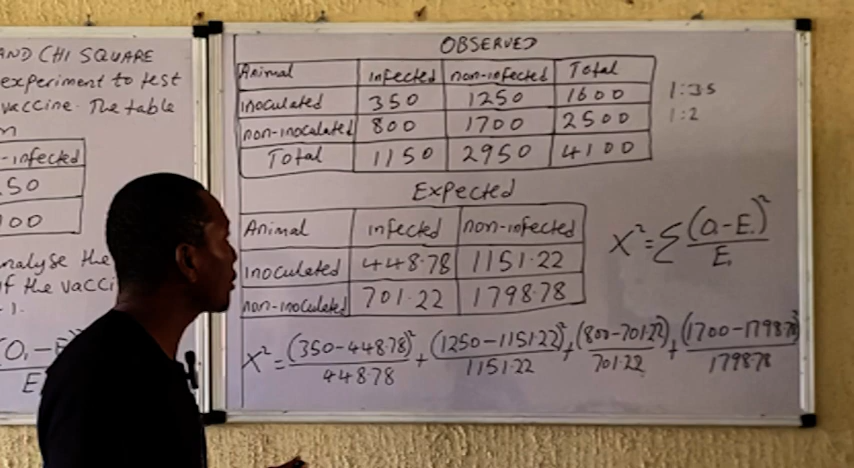 AND CHI SQUARE
experiment to test
vaccine. The table
-infected
50
00
the
f the vacci
OBSERVED
Animal infected non-infected Total
inoculated 350 1250 1600
non-inoculated 800 1700 2500
Total 1150 2950 4100
1:35
1:2
Expected
Animal infected non-infected
inoculated 448.78 1151.22
non-inoculated 701.22 1798.78
X² = Σ (Oᵢ-Eᵢ)² / Eᵢ
X² = (350-448.78)² / 448.78 + (1250-1151.22)² / 1151.22 + (800-701.22)² / 701.22 + (1700-1798.78)² / 1798.78